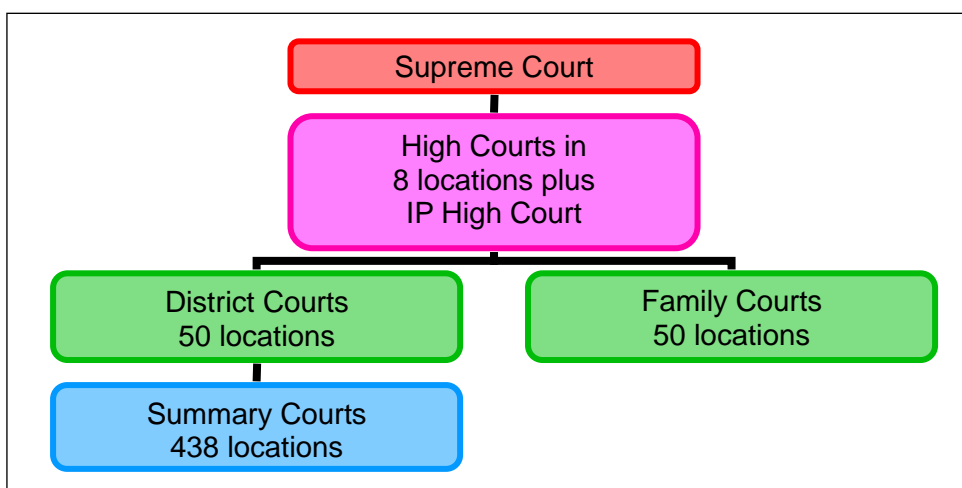 Supreme Court
High Courts in
8 locations plus
IP High Court
District Courts
50 locations
Family Courts
50 locations
Summary Courts
438 locations